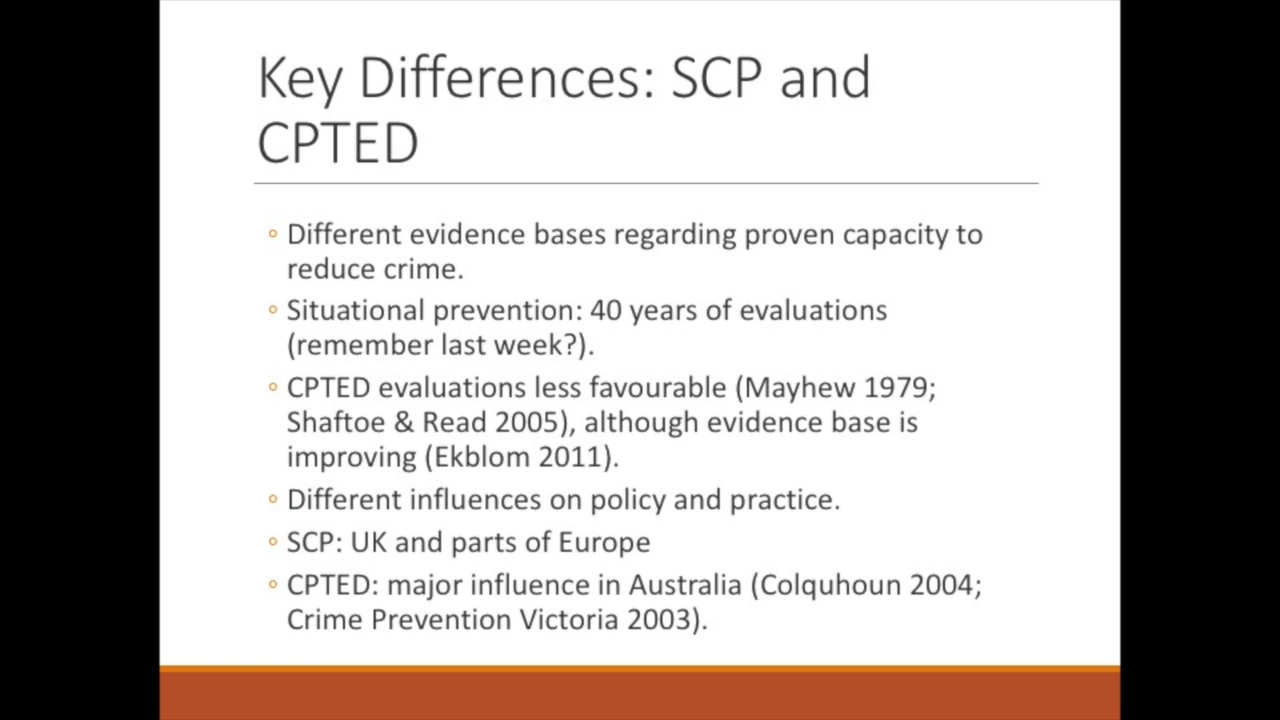 Key Differences: SCP and
CPTED
◦ Different evidence bases regarding proven capacity to
reduce crime.
◦ Situational prevention: 40 years of evaluations
(remember last week?).
◦ CPTED evaluations less favourable (Mayhew 1979;
Shaftoe & Read 2005), although evidence base is
improving (Ekblom 2011).
◦ Different influences on policy and practice.
◦ SCP: UK and parts of Europe
◦ CPTED: major influence in Australia (Colquhoun 2004;
Crime Prevention Victoria 2003).